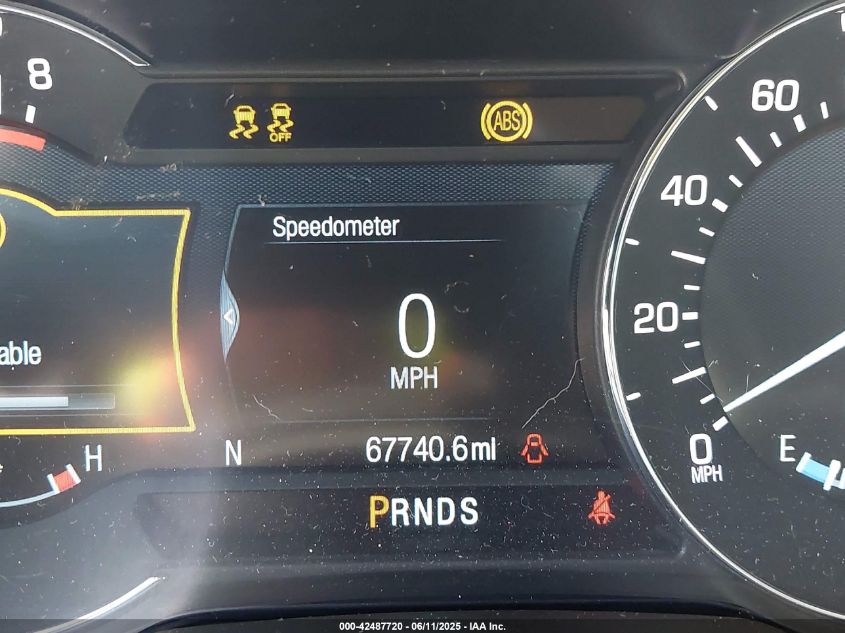 8
OFF
ABS
60
Speedometer
40
20
0
MPH
able
H
N
67740.6mi
0
MPH
E
PRNDS
000-42487720 - 06/11/2025 - IAA Inc.